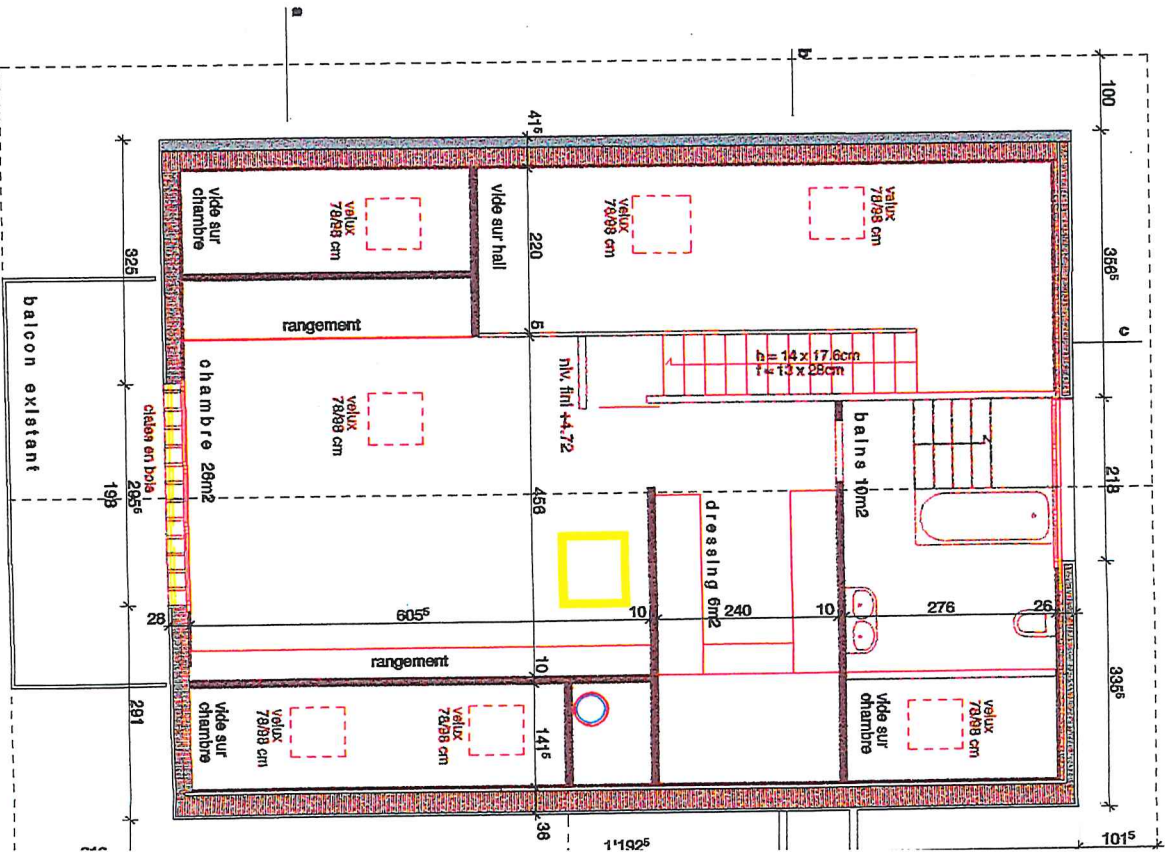 a
b
c
100
356⁵
218
335⁵
101⁵
41⁵
220
5
456
10
141⁵
36
325
295⁵
198
291
1'192⁵
28
605⁵
10
240
10
276
26
vide sur
chambre
velux
78/98 cm
vide sur hall
velux
78/98 cm
velux
78/98 cm
rangement
chambre 26m2
velux
78/98 cm
niv. fini +4.72
h = 14 x 17.6cm
f = 13 x 28cm
bains 10m2
dressing 6m2
balcon existant
rangement
vide sur
chambre
velux
78/98 cm
velux
78/98 cm
vide sur
chambre
velux
78/98 cm
en bois